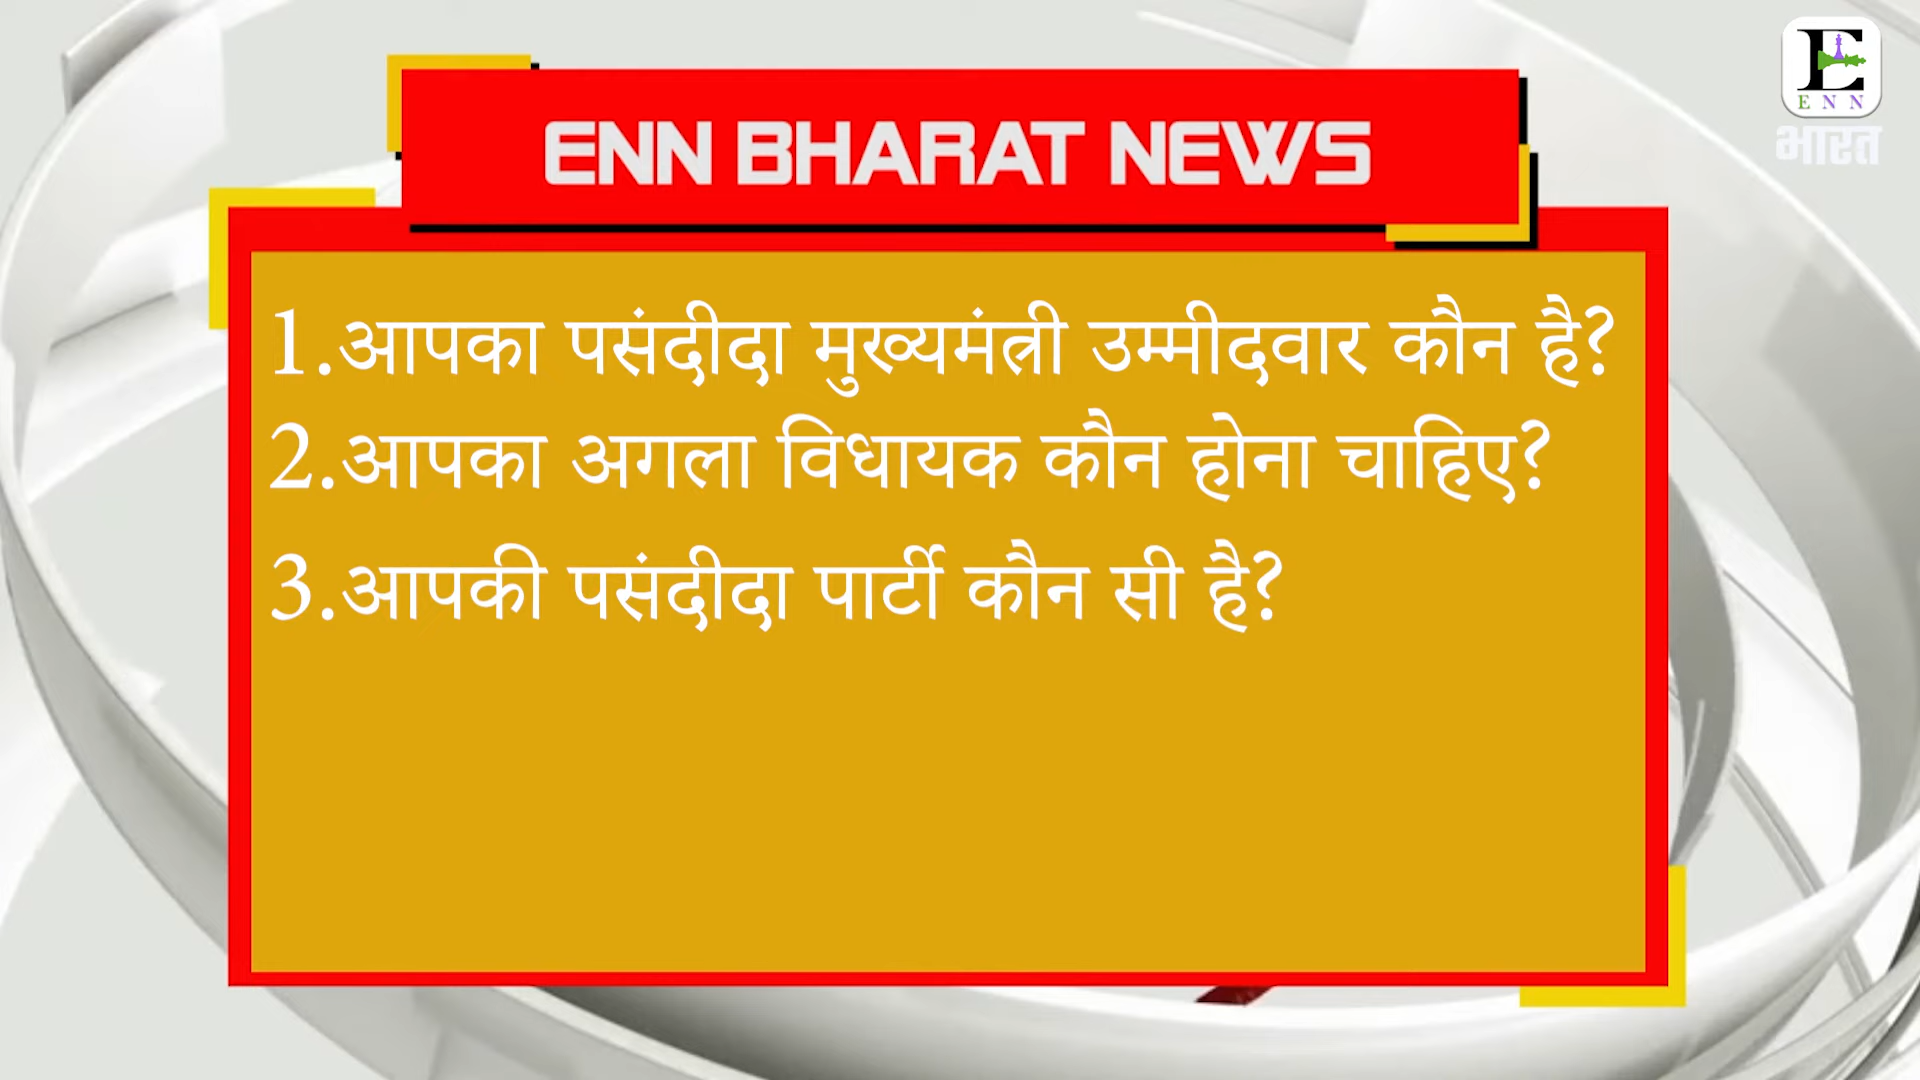 ENN BHARAT NEWS
E
ENN
भारत
1.आपका पसंदीदा मुख्यमंत्री उम्मीदवार कौन है?
2.आपका अगला विधायक कौन होना चाहिए?
3.आपकी पसंदीदा पार्टी कौन सी है?